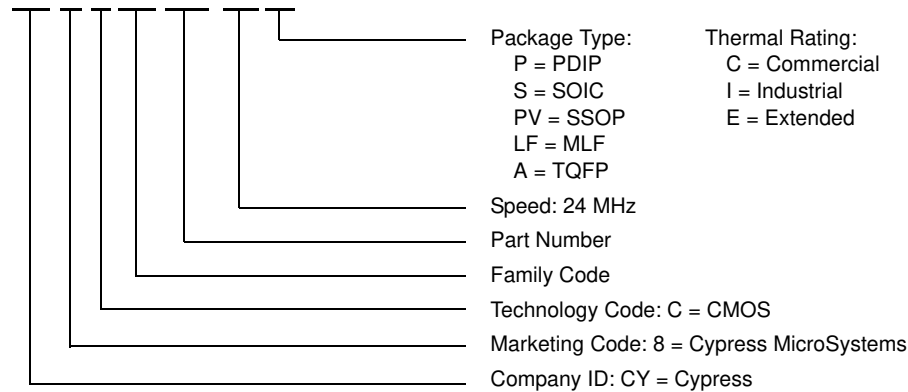 Package Type: Thermal Rating:
P = PDIP C = Commercial
S = SOIC I = Industrial
PV = SSOP E = Extended
LF = MLF
A = TQFP
Speed: 24 MHz
Part Number
Family Code
Technology Code: C = CMOS
Marketing Code: 8 = Cypress MicroSystems
Company ID: CY = Cypress